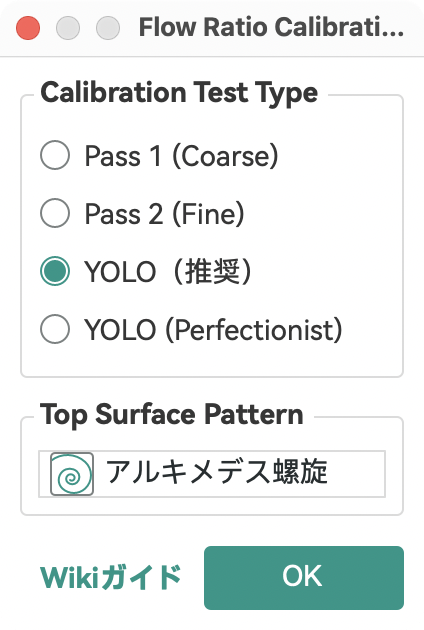 Flow Ratio Calibrati...
Calibration Test Type
Pass 1 (Coarse)
Pass 2 (Fine)
YOLO（推奨）
YOLO (Perfectionist)
Top Surface Pattern
アルキメデス螺旋
Wikiガイド
OK